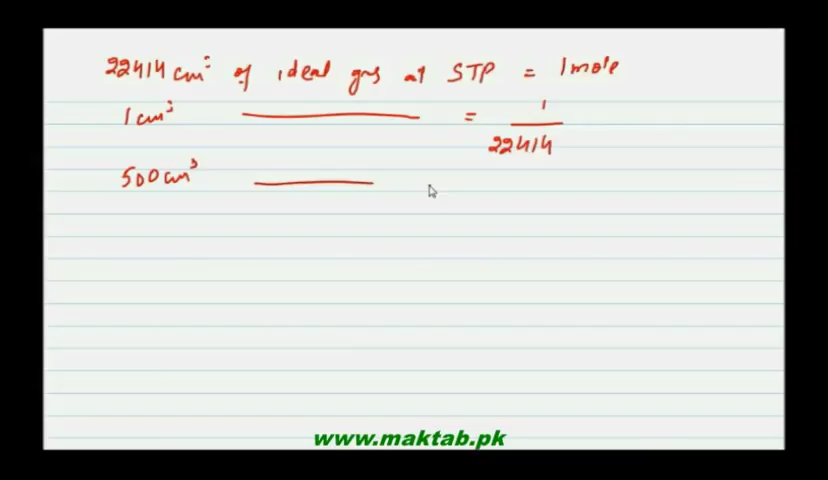 22414 cm³ of ideal gas at STP = 1 mole
1 cm³ = 1
22414
500 cm³
www.maktab.pk